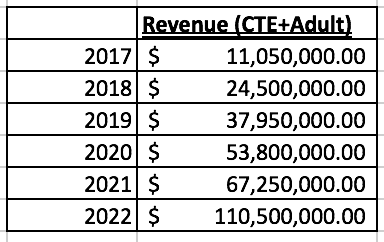 Revenue (CTE+Adult)
2017 $ 11,050,000.00
2018 $ 24,500,000.00
2019 $ 37,950,000.00
2020 $ 53,800,000.00
2021 $ 67,250,000.00
2022 $ 110,500,000.00